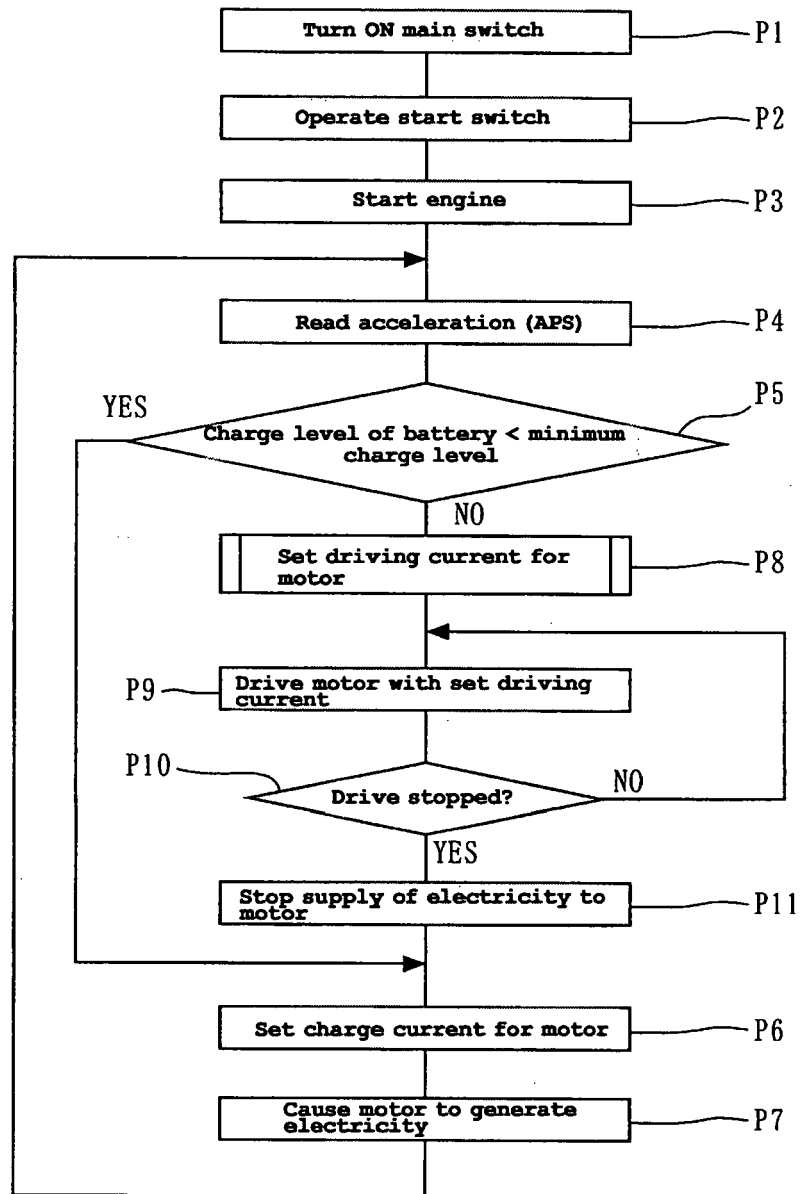 Turn ON main switch
P1
Operate start switch
P2
Start engine
P3
Read acceleration (APS)
P4
P5
YES
Charge level of battery < minimum
charge level
NO
Set driving current for
motor
P8
P9
Drive motor with set driving
current
P10
Drive stopped?
NO
YES
Stop supply of electricity to
motor
P11
Set charge current for motor
P6
Cause motor to generate
electricity
P7